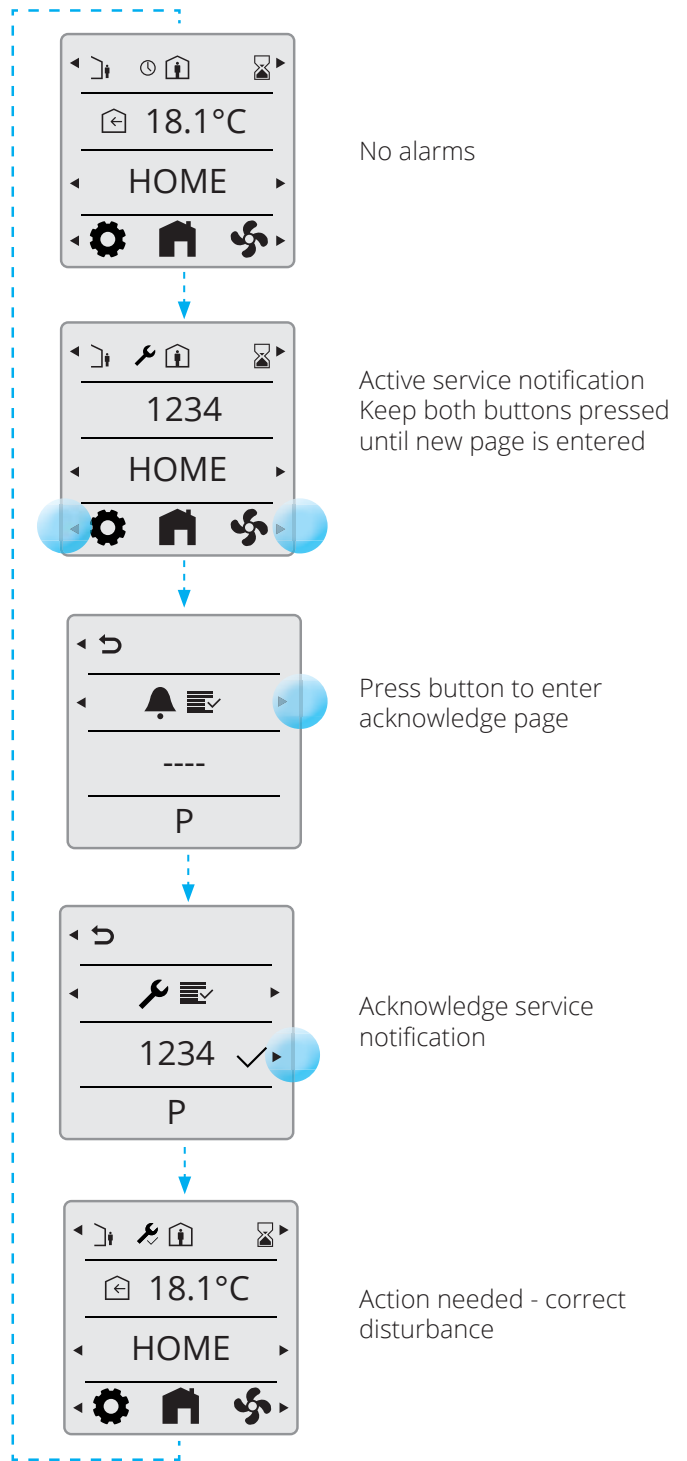 18.1°C
HOME
No alarms
1234
HOME
Active service notification
Keep both buttons pressed
until new page is entered
----
P
Press button to enter
acknowledge page
1234
P
Acknowledge service
notification
18.1°C
HOME
Action needed - correct
disturbance